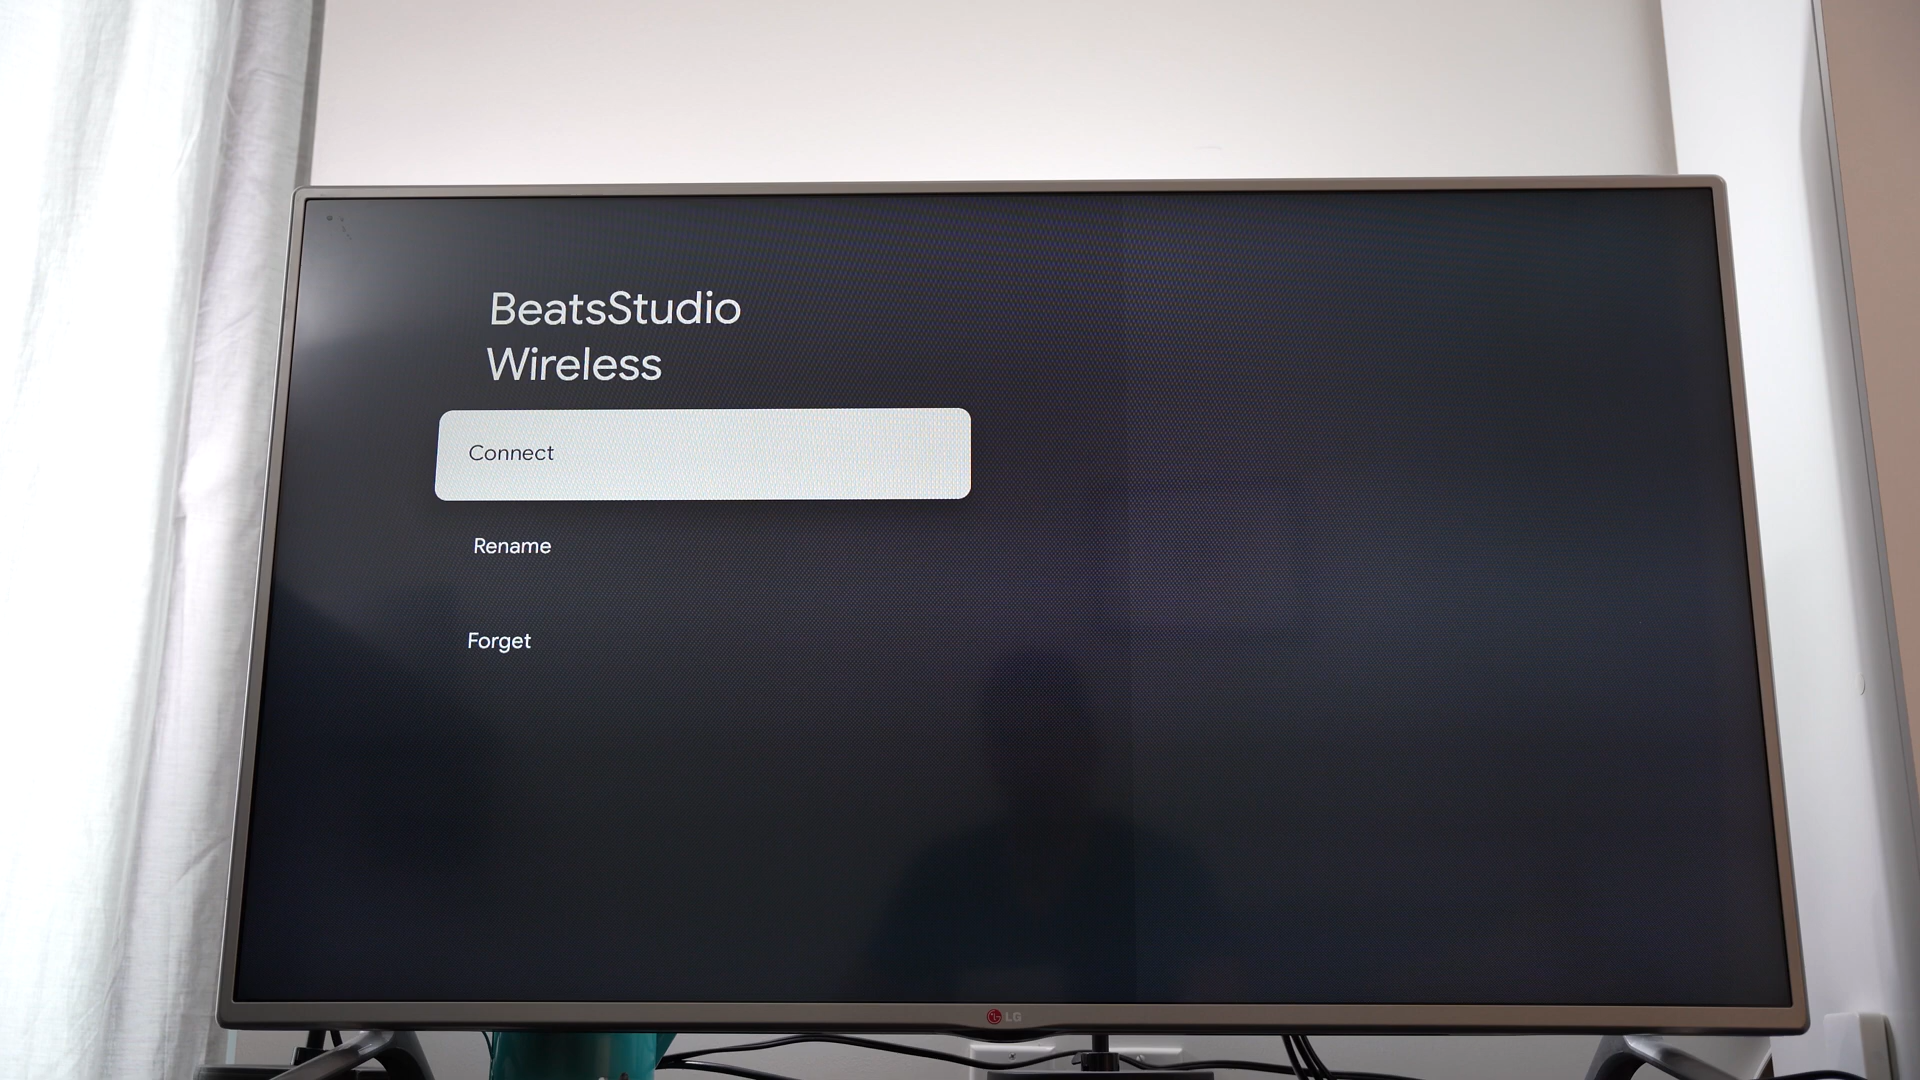 BeatsStudio
Wireless
Connect
Rename
Forget
LG